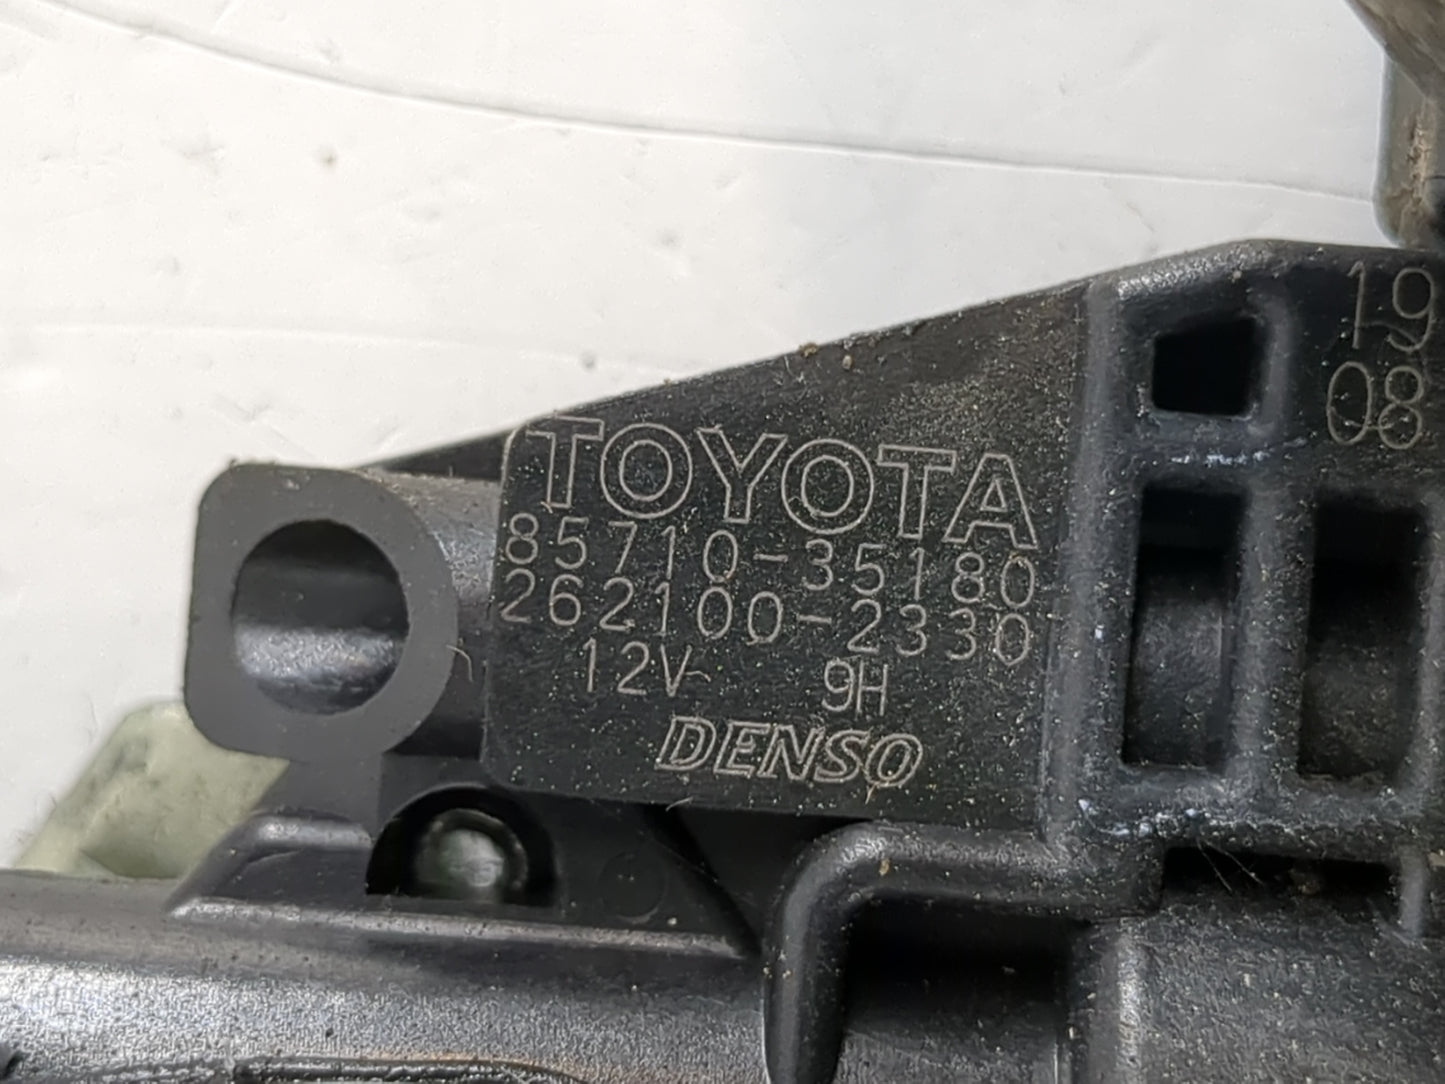 19
08
TOYOTA
85710-35180
262100-2330
12V 9H
DENSO